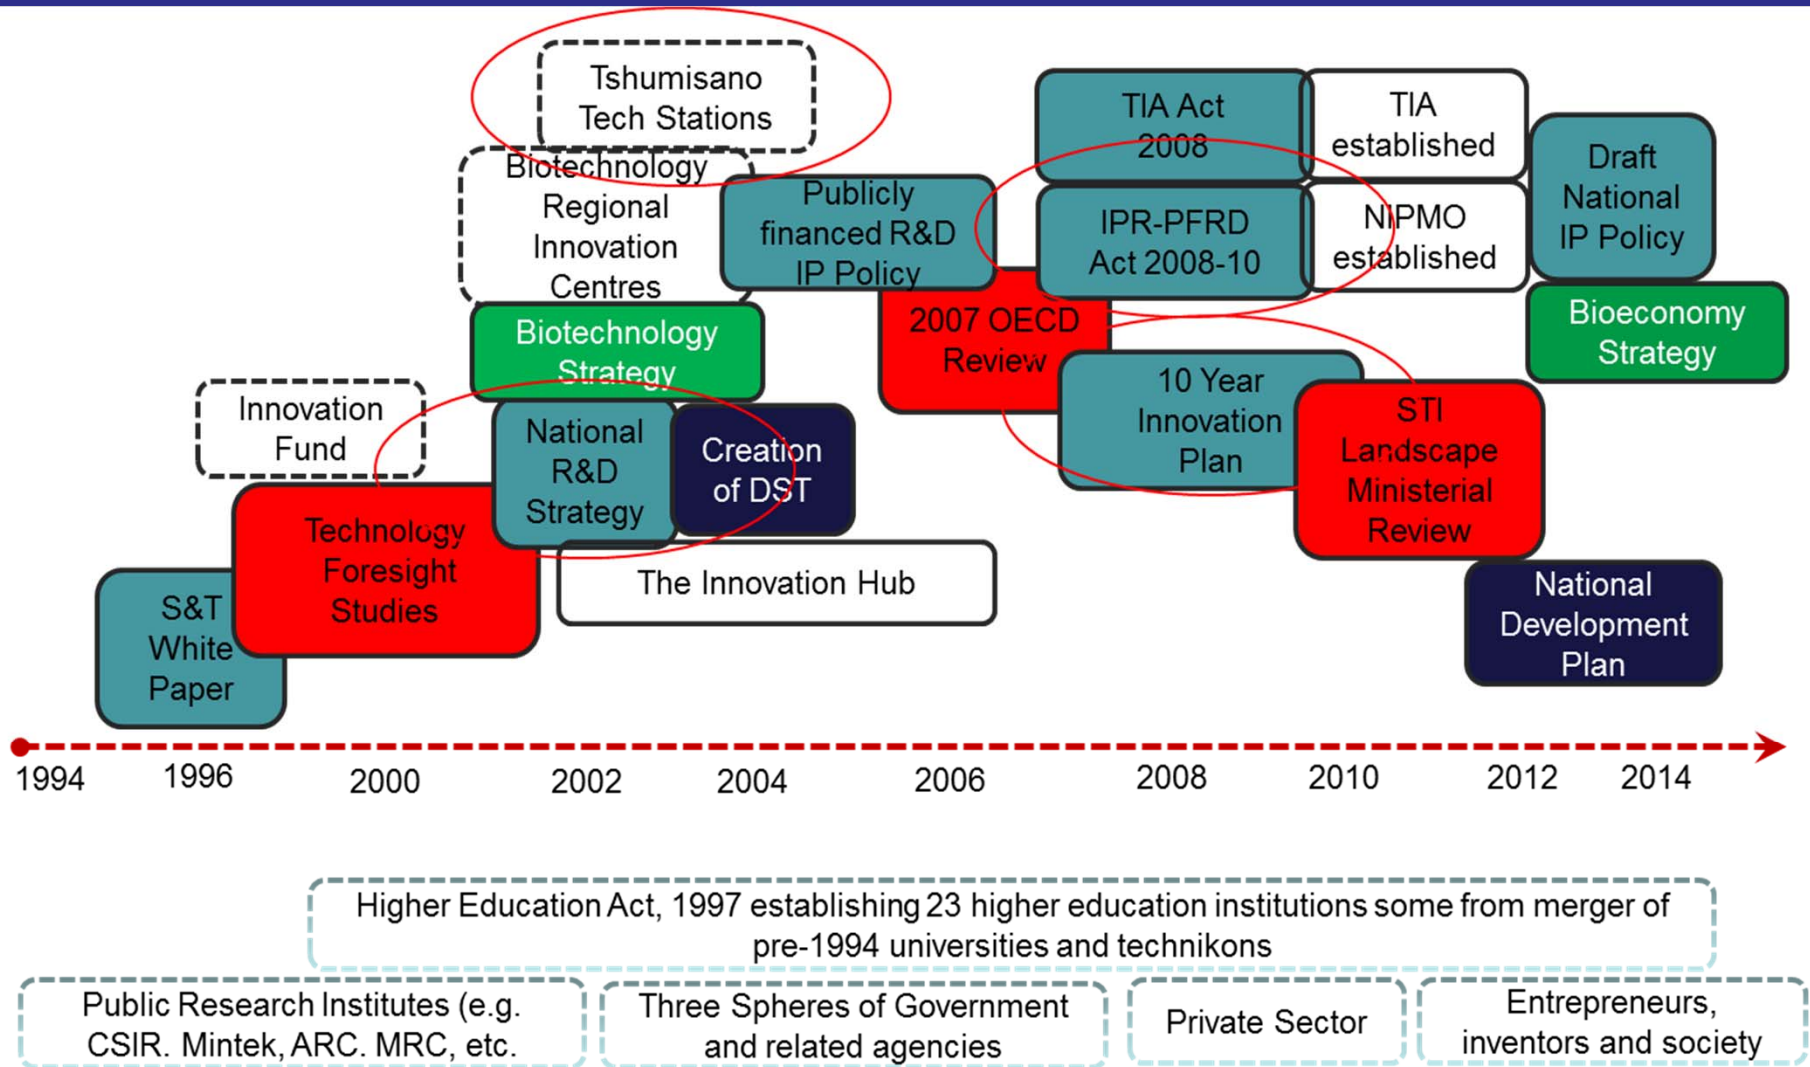 Tshumisano
Tech Stations
Biotechnology
Regional
Innovation
Centres
Publicly
financed R&D
IP Policy
TIA Act
2008
TIA
established
IPR-PFRD
Act 2008-10
NIPMO
established
Draft
National
IP Policy
Biotechnology
Strategy
2007 OECD
Review
Bioeconomy
Strategy
Innovation
Fund
National
R&D
Strategy
Creation
of DST
10 Year
Innovation
Plan
STI
Landscape
Ministerial
Review
Technology
Foresight
Studies
The Innovation Hub
S&T
White
Paper
National
Development
Plan
1994 1996 2000 2002 2004 2006 2008 2010 2012 2014
Higher Education Act, 1997 establishing 23 higher education institutions some from merger of
pre-1994 universities and technikons
Public Research Institutes (e.g.
CSIR. Mintek, ARC. MRC, etc.
Three Spheres of Government
and related agencies
Private Sector
Entrepreneurs,
inventors and society